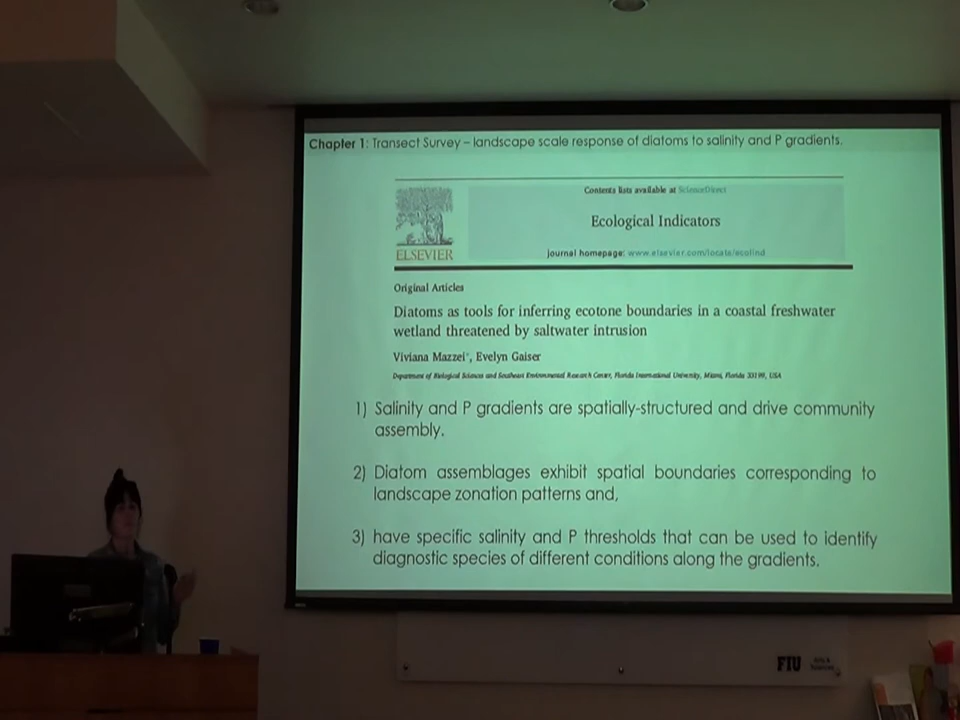 Chapter 1: Transect Survey – landscape scale response of diatoms to salinity and P gradients.
Contents lists available at ScienceDirect
Ecological Indicators
ELSEVIER
journal homepage: www.elsevier.com/locate/ecolind
Original Articles
Diatoms as tools for inferring ecotone boundaries in a coastal freshwater
wetland threatened by saltwater intrusion
Viviana Mazzei*, Evelyn Gaiser
Department of Biological Sciences and Southeast Environmental Research Center, Florida International University, Miami, Florida 33199, USA
1) Salinity and P gradients are spatially-structured and drive community
assembly.
2) Diatom assemblages exhibit spatial boundaries corresponding to
landscape zonation patterns and,
3) have specific salinity and P thresholds that can be used to identify
diagnostic species of different conditions along the gradients.
FIU
Arts &
Sciences